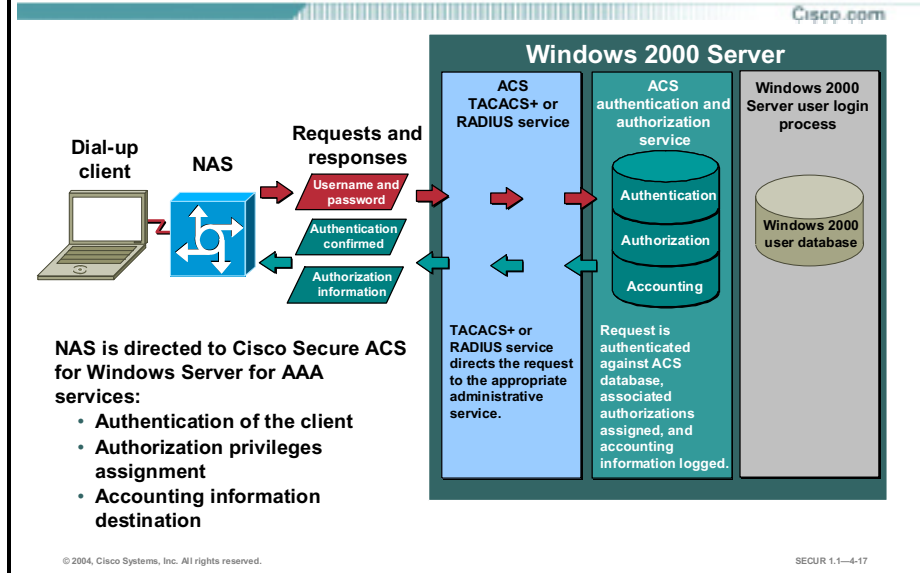 Cisco.com
Windows 2000 Server
Dial-up
client
NAS
Requests and
responses
Username and
password
Authentication
confirmed
Authorization
information
ACS
TACACS+ or
RADIUS service
TACACS+ or
RADIUS service
directs the request
to the appropriate
administrative
service.
ACS
authentication and
authorization
service
Authentication
Authorization
Accounting
Request is
authenticated
against ACS
database,
associated
authorizations
assigned, and
accounting
information logged.
Windows 2000
Server user login
process
Windows 2000
user database
NAS is directed to Cisco Secure ACS
for Windows Server for AAA
services:
• Authentication of the client
• Authorization privileges
assignment
• Accounting information
destination
© 2004, Cisco Systems, Inc. All rights reserved.
SECUR 1.1—4-17